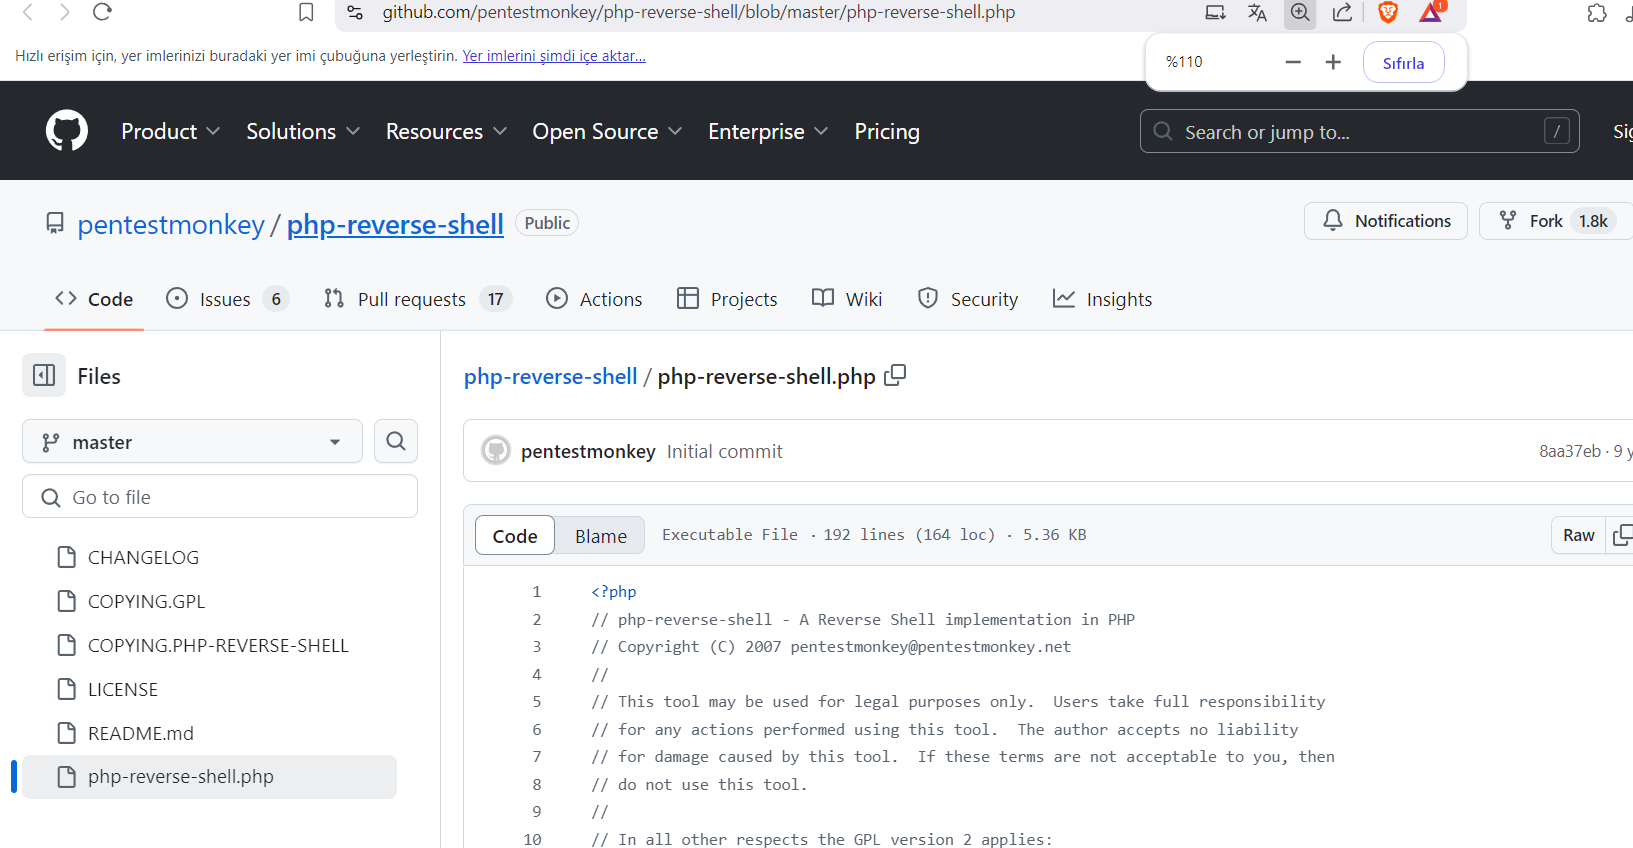 github.com/pentestmonkey/php-reverse-shell/blob/master/php-reverse-shell.php
1
Hızlı erişim için, yer imlerinizi buradaki yer imi çubuğuna yerleştirin. Yer imlerini şimdi içe aktar...
%110
Sıfırla
Product Solutions Resources Open Source Enterprise Pricing
Search or jump to...
/
pentestmonkey / php-reverse-shell Public
Notifications
Fork 1.8k
Code Issues 6 Pull requests 17 Actions Projects Wiki Security Insights
Files
master
Go to file
CHANGELOG
COPYING.GPL
COPYING.PHP-REVERSE-SHELL
LICENSE
README.md
php-reverse-shell.php
php-reverse-shell / php-reverse-shell.php
pentestmonkey Initial commit
8aa37eb · 9 y
Code Blame Executable File · 192 lines (164 loc) · 5.36 KB
Raw
1 <?php
2 // php-reverse-shell - A Reverse Shell implementation in PHP
3 // Copyright (C) 2007 pentestmonkey@pentestmonkey.net
4 //
5 // This tool may be used for legal purposes only.  Users take full responsibility
6 // for any actions performed using this tool.  The author accepts no liability
7 // for damage caused by this tool.  If these terms are not acceptable to you, then
8 // do not use this tool.
9 //
10 // In all other respects the GPL version 2 applies: